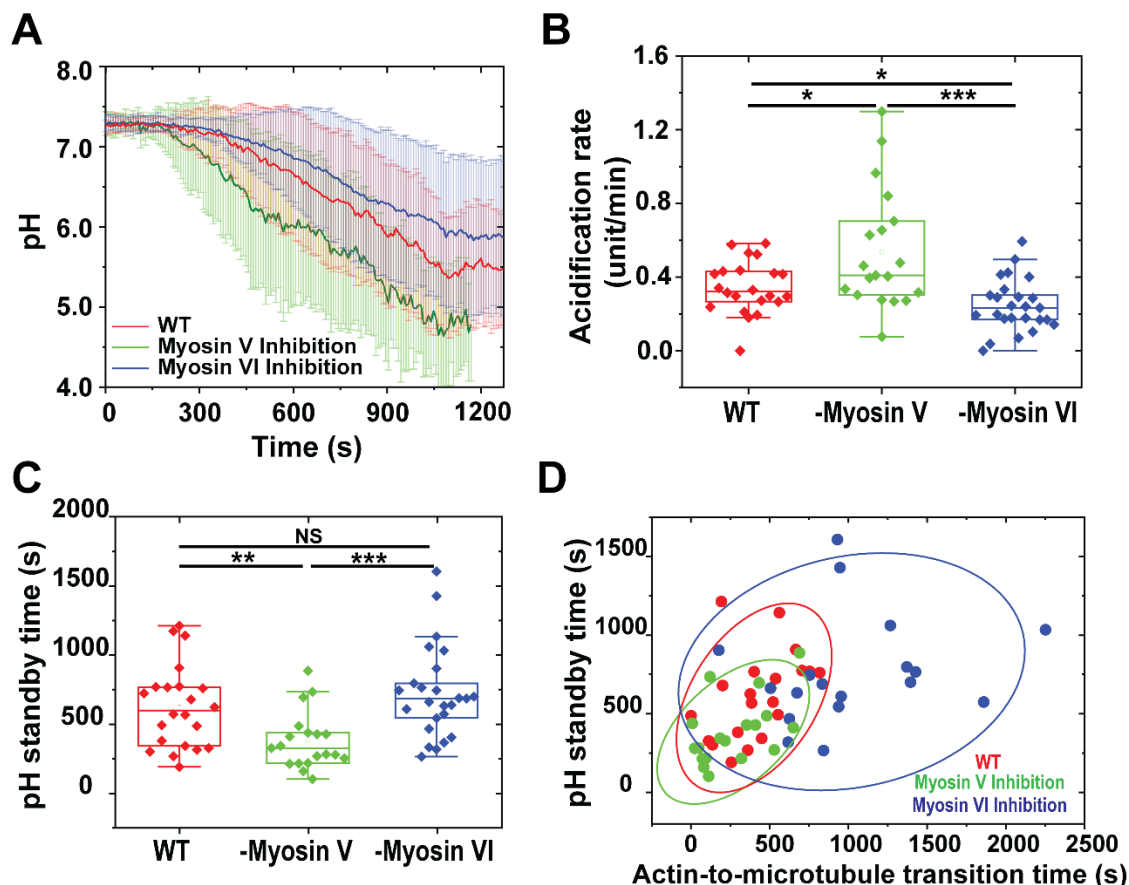 A
8.0
7.0
6.0
5.0
4.0
pH
WT
Myosin V Inhibition
Myosin VI Inhibition
0 300 600 900 1200
Time (s)
B
1.6
1.2
0.8
0.4
0.0
Acidification rate
(unit/min)
*
* ***
WT -Myosin V -Myosin VI
C
2000
1500
1000
500
0
pH standby time (s)
NS
** ***
WT -Myosin V -Myosin VI
D
1500
1000
500
0
pH standby time (s)
WT
Myosin V Inhibition
Myosin VI Inhibition
0 500 1000 1500 2000 2500
Actin-to-microtubule transition time (s)